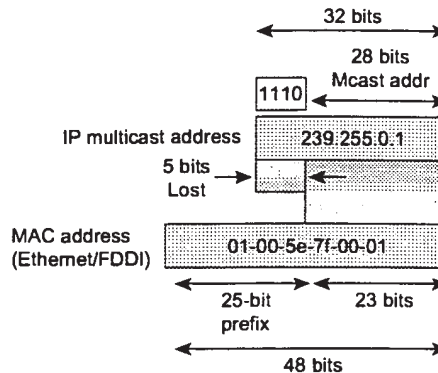 32 bits
28 bits
Mcast addr
1110
IP multicast address
239.255.0.1
5 bits
Lost
MAC address
(Ethernet/FDDI)
01-00-5e-7f-00-01
25-bit
prefix
23 bits
48 bits